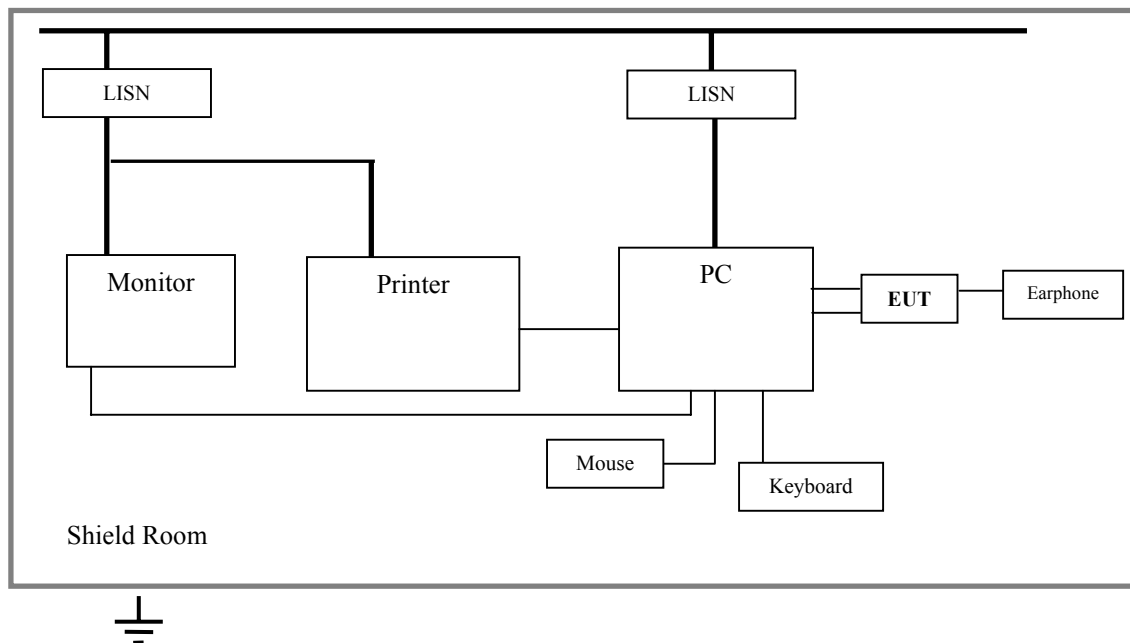 LISN
LISN
Monitor
Printer
PC
EUT
Earphone
Mouse
Keyboard
Shield Room